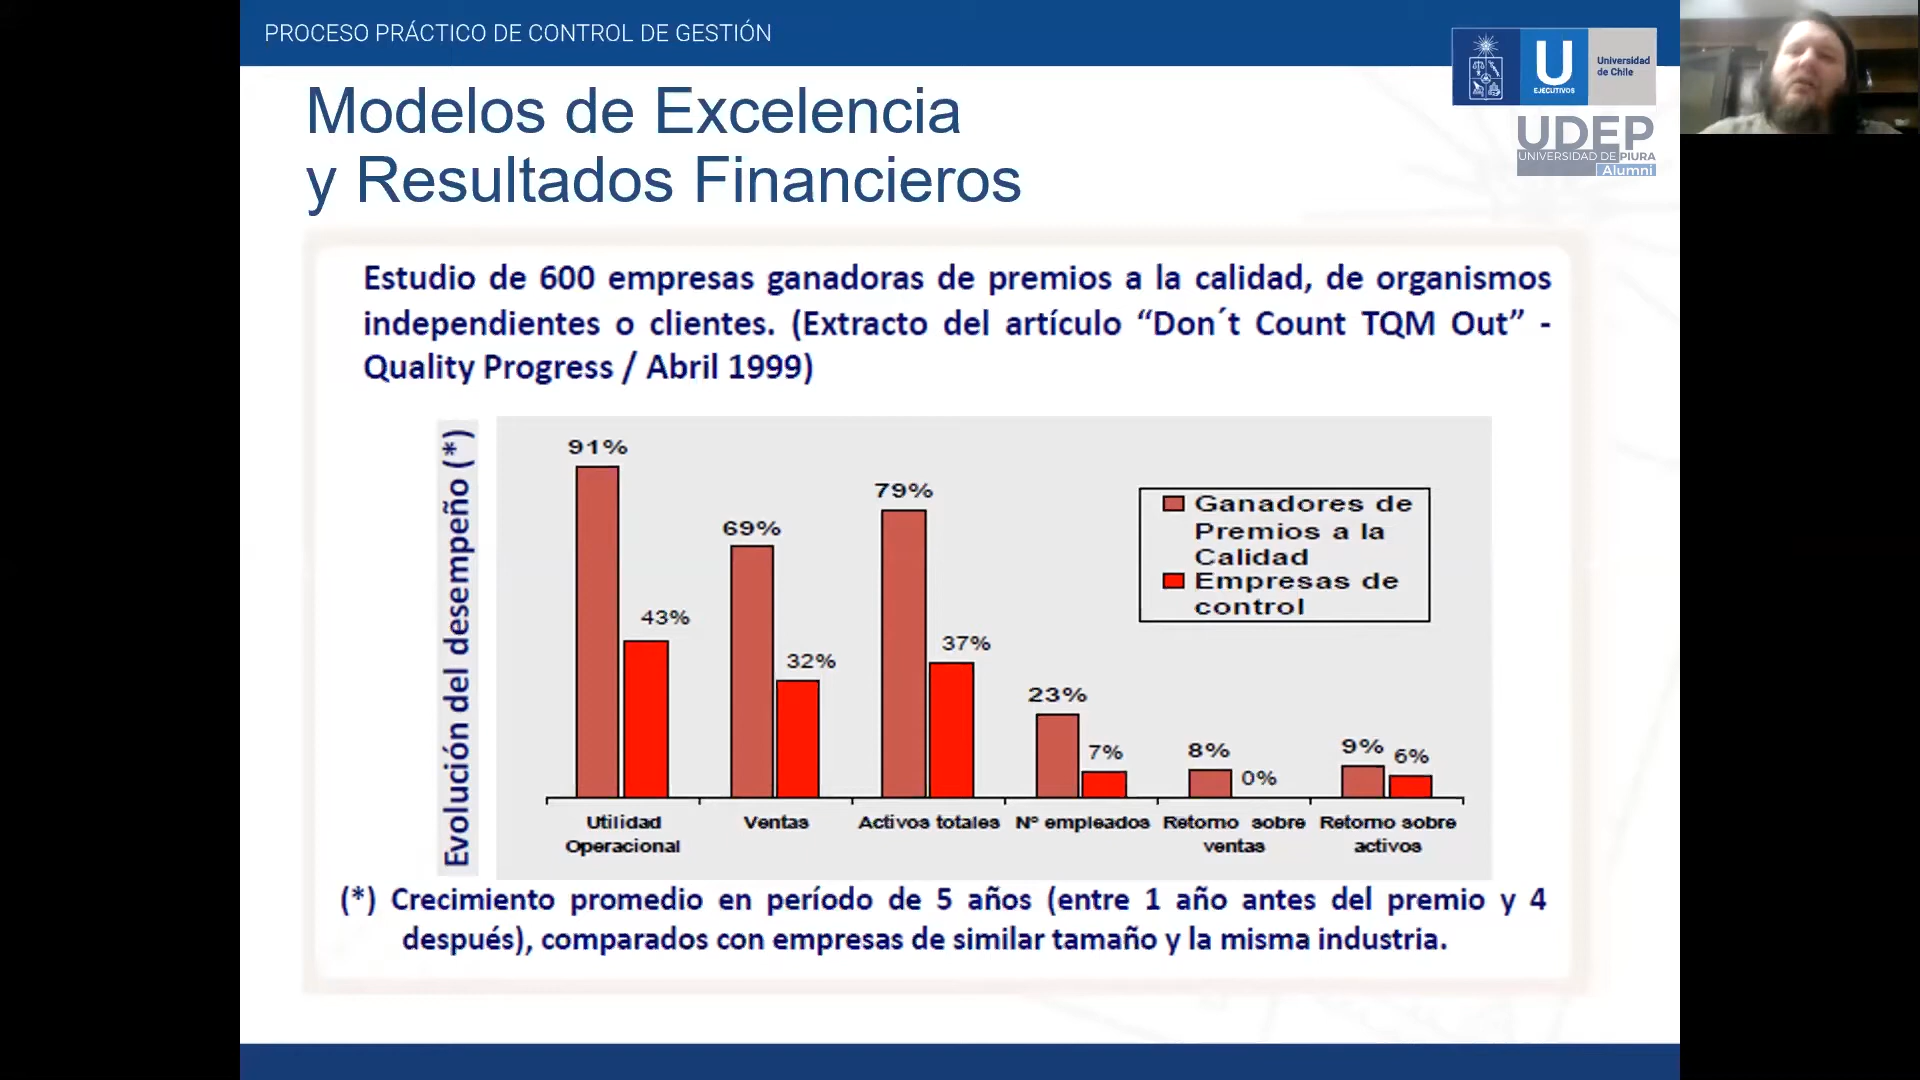 PROCESO PRÁCTICO DE CONTROL DE GESTIÓN
U
EJECUTIVOS
Universidad
de Chile
UDEP
UNIVERSIDAD DE PIURA
Alumni
Modelos de Excelencia
y Resultados Financieros
Estudio de 600 empresas ganadoras de premios a la calidad, de organismos
independientes o clientes. (Extracto del artículo “Don´t Count TQM Out” -
Quality Progress / Abril 1999)
Evolución del desempeño (*)
91%
43%
69%
32%
79%
37%
23%
7%
8%
0%
9%
6%
Ganadores de
Premios a la
Calidad
Empresas de
control
Utilidad
Operacional
Ventas
Activos totales
Nº empleados
Retorno sobre
ventas
Retorno sobre
activos
(*) Crecimiento promedio en período de 5 años (entre 1 año antes del premio y 4
después), comparados con empresas de similar tamaño y la misma industria.